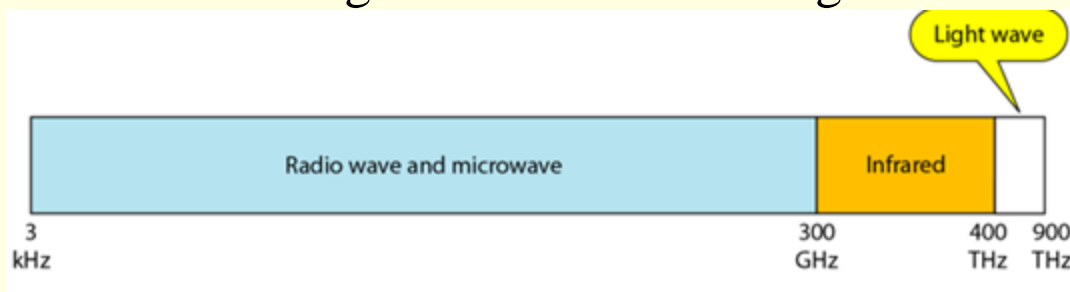 Light wave
Radio wave and microwave
Infrared
3
kHz
300
GHz
400
THz
900
THz